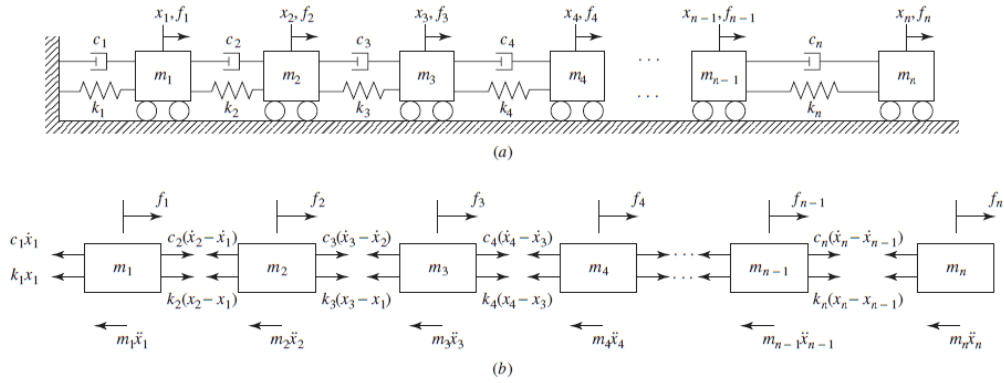 x₁, f₁ x₂, f₂ x₃, f₃ x₄, f₄ xₙ₋₁, fₙ₋₁ xₙ, fₙ
c₁ c₂ c₃ c₄ cₙ
m₁ m₂ m₃ m₄ ... mₙ₋₁ mₙ
k₁ k₂ k₃ k₄ ... kₙ
(a)
f₁ f₂ f₃ f₄ fₙ₋₁ fₙ
c₁ẋ₁ c₂(ẋ₂ − ẋ₁) c₃(ẋ₃ − ẋ₂) c₄(ẋ₄ − ẋ₃) cₙ(ẋₙ − ẋₙ₋₁)
m₁ m₂ m₃ m₄ ... mₙ₋₁ mₙ
k₁x₁ k₂(x₂ − x₁) k₃(x₃ − x₁) k₄(x₄ − x₃) ... kₙ(xₙ − xₙ₋₁)
m₁ẍ₁ m₂ẍ₂ m₃ẍ₃ m₄ẍ₄ mₙ₋₁ẍₙ₋₁ mₙẍₙ
(b)